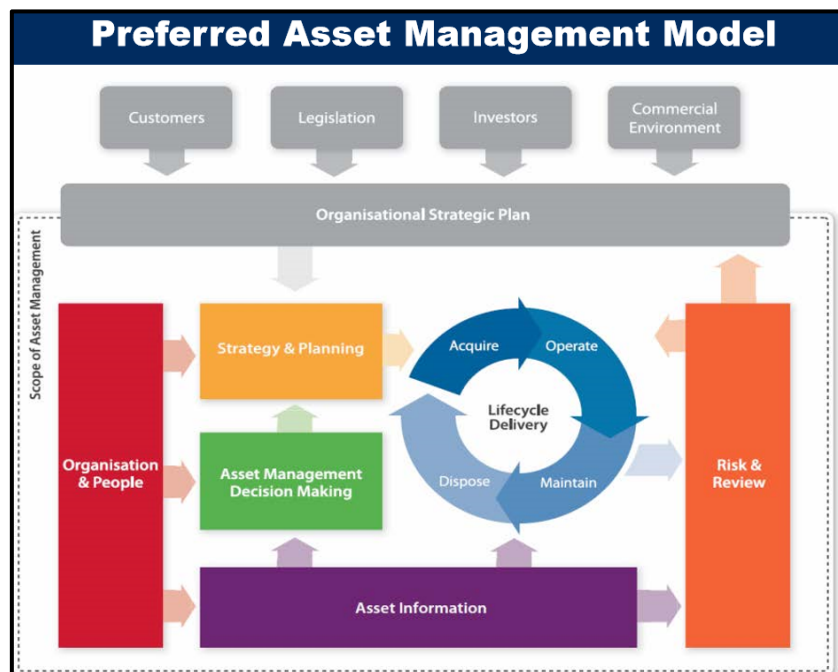 Preferred Asset Management Model
Customers
Legislation
Investors
Commercial
Environment
Organisational Strategic Plan
Scope of Asset Management
Organisation
& People
Strategy & Planning
Asset Management
Decision Making
Acquire
Operate
Lifecycle
Delivery
Dispose
Maintain
Risk &
Review
Asset Information